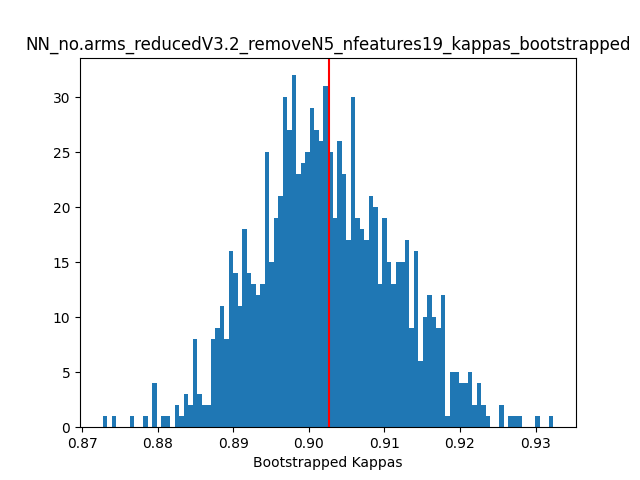 NN_no.arms_reducedV3.2_removeN5_nfeatures19_kappas_bootstrapped
30
25
20
15
10
5
0
0.87 0.88 0.89 0.90 0.91 0.92 0.93
Bootstrapped Kappas